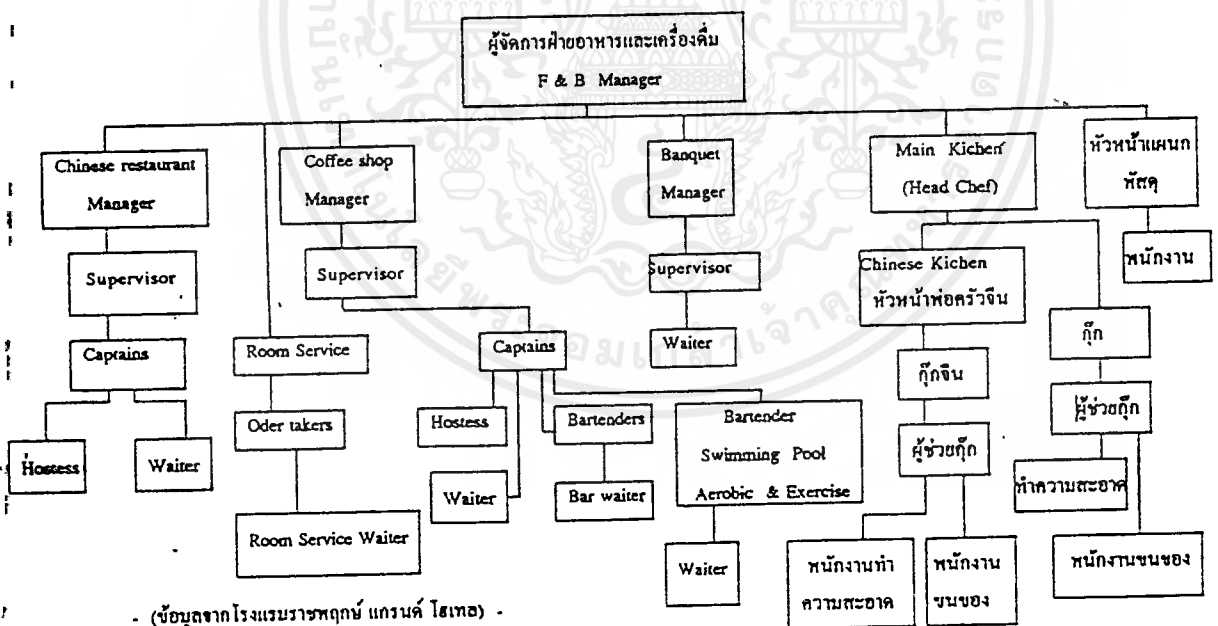 ผู้จัดการฝ่ายอาหารและเครื่องดื่ม
F & B Manager
Chinese restaurant
Manager
Coffee shop
Manager
Banquet
Manager
Main Kichen
(Head Chef)
หัวหน้าแผนก
พัสดุ
Supervisor
Supervisor
Supervisor
Chinese Kichen
หัวหน้าพ่อครัวจีน
พนักงาน
Captains
Room Service
Captains
Waiter
กุ๊กจีน
กุ๊ก
Hostess
Waiter
Oder takers
Hostess
Bartenders
Bartender
Swimming Pool
Aerobic & Exercise
ผู้ช่วยกุ๊ก
ผู้ช่วยกุ๊ก
Waiter
Bar waiter
ทำความสะอาด
Room Service Waiter
Waiter
พนักงานทำ
ความสะอาด
พนักงาน
ขนของ
พนักงานขนของ
- (ข้อมูลจากโรงแรมราชพฤกษ์ แกรนด์ โฮเทล) -